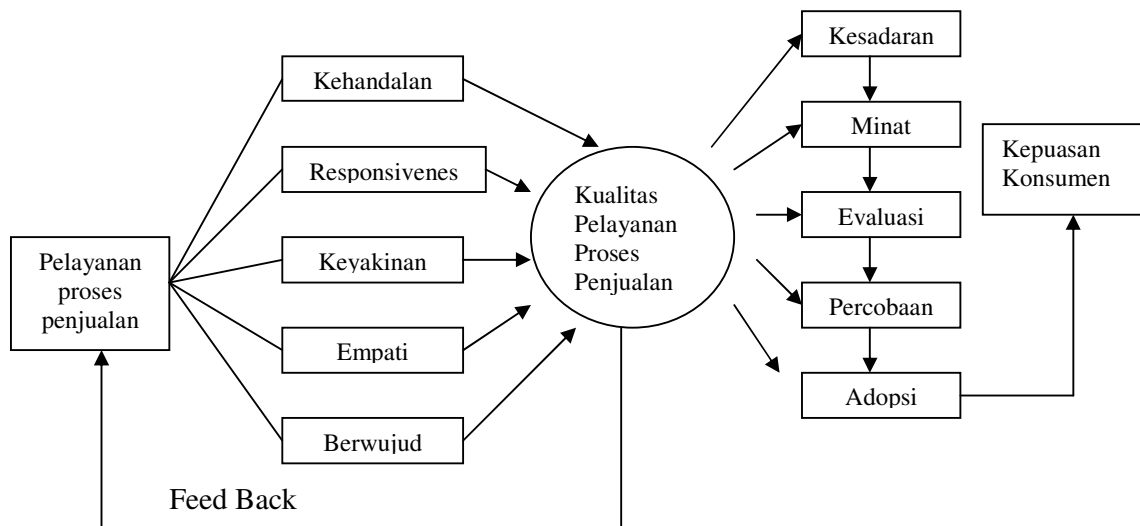 Pelayanan
proses
penjualan
Kehandalan
Responsivenes
Keyakinan
Empati
Berwujud
Kualitas
Pelayanan
Proses
Penjualan
Kesadaran
Minat
Evaluasi
Percobaan
Adopsi
Kepuasan
Konsumen
Feed Back